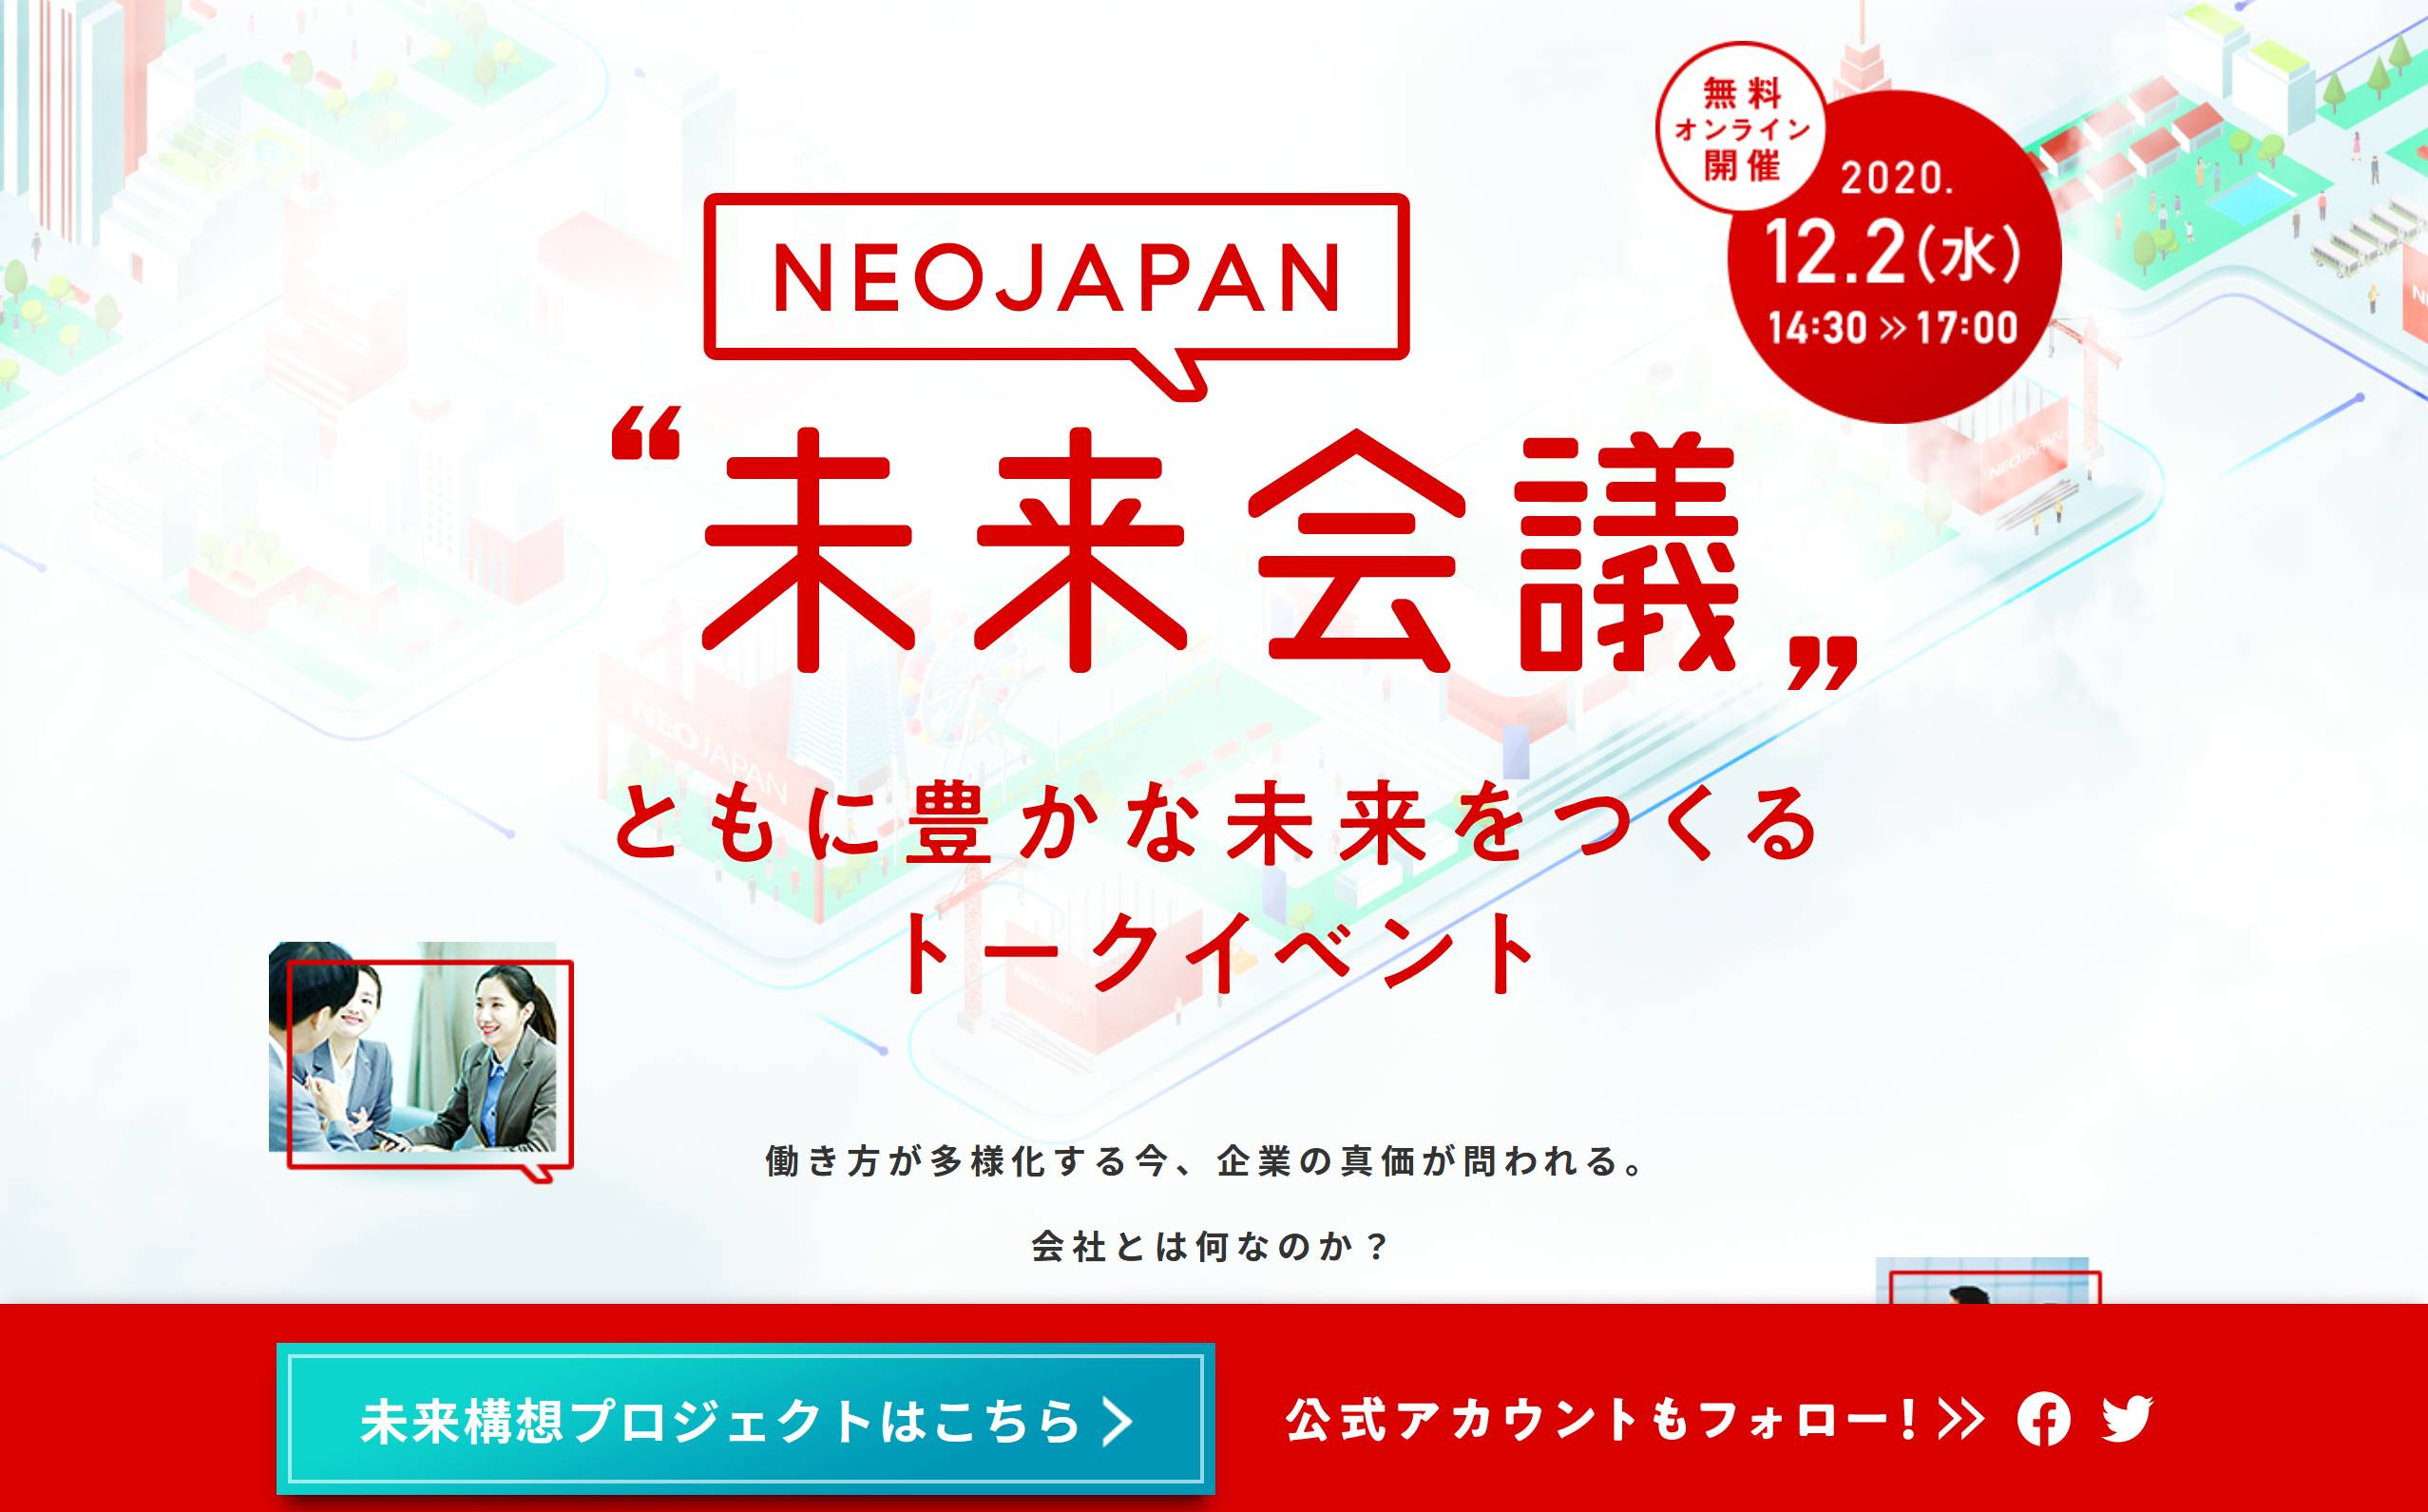 無料
オンライン
開催
2020.
12.2(水)
14:30 >> 17:00
NEOJAPAN
“未来会議”
ともに豊かな未来をつくる
トークイベント
NEOJAPAN
NEOJAPAN
NEOJAPAN
働き方が多様化する今、企業の真価が問われる。
会社とは何なのか？
未来構想プロジェクトはこちら
公式アカウントもフォロー！